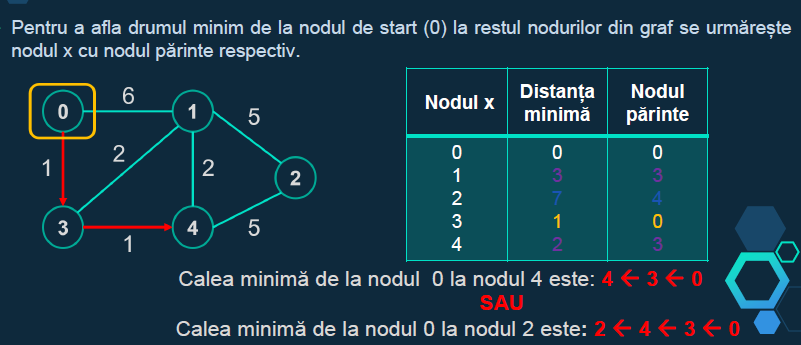 Pentru a afla drumul minim de la nodul de start (0) la restul nodurilor din graf se urmărește
nodul x cu nodul părinte respectiv.
0 6 1 5
1 2 2 2
3 1 4 5
Nodul x Distanța minimă Nodul părinte
0 0 0
1 3 3
2 7 4
3 1 0
4 2 3
Calea minimă de la nodul 0 la nodul 4 este: 4 ← 3 ← 0
SAU
Calea minimă de la nodul 0 la nodul 2 este: 2 ← 4 ← 3 ← 0